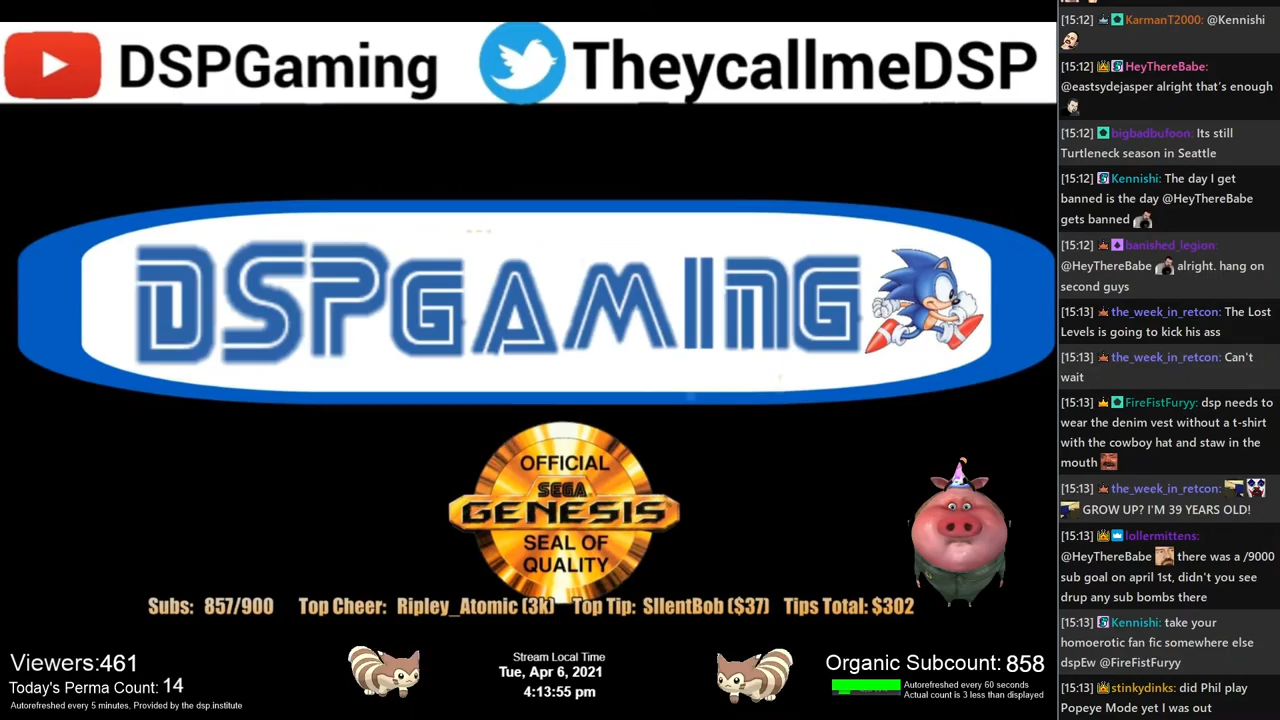 DSPGaming
TheycallmeDSP
DSPGAMING
OFFICIAL
SEGA
GENESIS
SEAL OF
QUALITY
Subs: 857/900 Top Cheer: Ripley_Atomic (3k) Top Tip: SIlentBob ($37) Tips Total: $302
Viewers:461
Today's Perma Count: 14
Autorefreshed every 5 minutes, Provided by the dsp.institute
Stream Local Time
Tue, Apr 6, 2021
4:13:55 pm
Organic Subcount: 858
Autorefreshed every 60 seconds
Actual count is 3 less than displayed
[15:12] KarmanT2000: @Kennishi
[15:12] HeyThereBabe:
@eastsydejasper alright that's enough
[15:12] bigbadbufoon: Its still
Turtleneck season in Seattle
[15:12] Kennishi: The day I get
banned is the day @HeyThereBabe
gets banned
[15:12] banished_legion:
@HeyThereBabe alright. hang on
second guys
[15:13] the_week_in_retcon: The Lost
Levels is going to kick his ass
[15:13] the_week_in_retcon: Can't
wait
[15:13] FireFistFuryy: dsp needs to
wear the denim vest without a t-shirt
with the cowboy hat and staw in the
mouth
[15:13] the_week_in_retcon:
GROW UP? I'M 39 YEARS OLD!
[15:13] lollermittens:
@HeyThereBabe there was a /9000
sub goal on april 1st, didn't you see
drup any sub bombs there
[15:13] Kennishi: take your
homoerotic fan fic somewhere else
dspEw @FireFistFuryy
[15:13] stinkydinks: did Phil play
Popeye Mode yet I was out